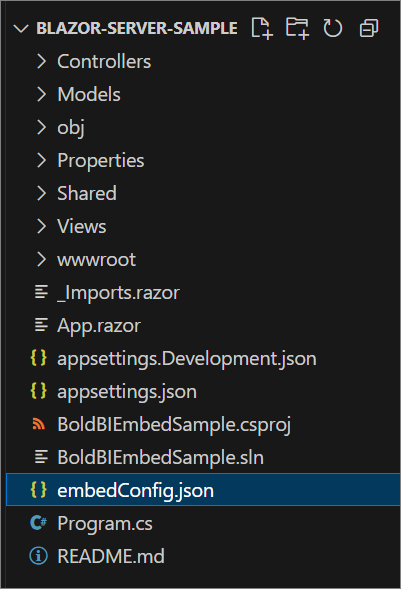 BLAZOR-SERVER-SAMPLE
Controllers
Models
obj
Properties
Shared
Views
wwwroot
_Imports.razor
App.razor
{} appsettings.Development.json
{} appsettings.json
BoldBIEmbedSample.csproj
BoldBIEmbedSample.sln
{} embedConfig.json
C# Program.cs
README.md